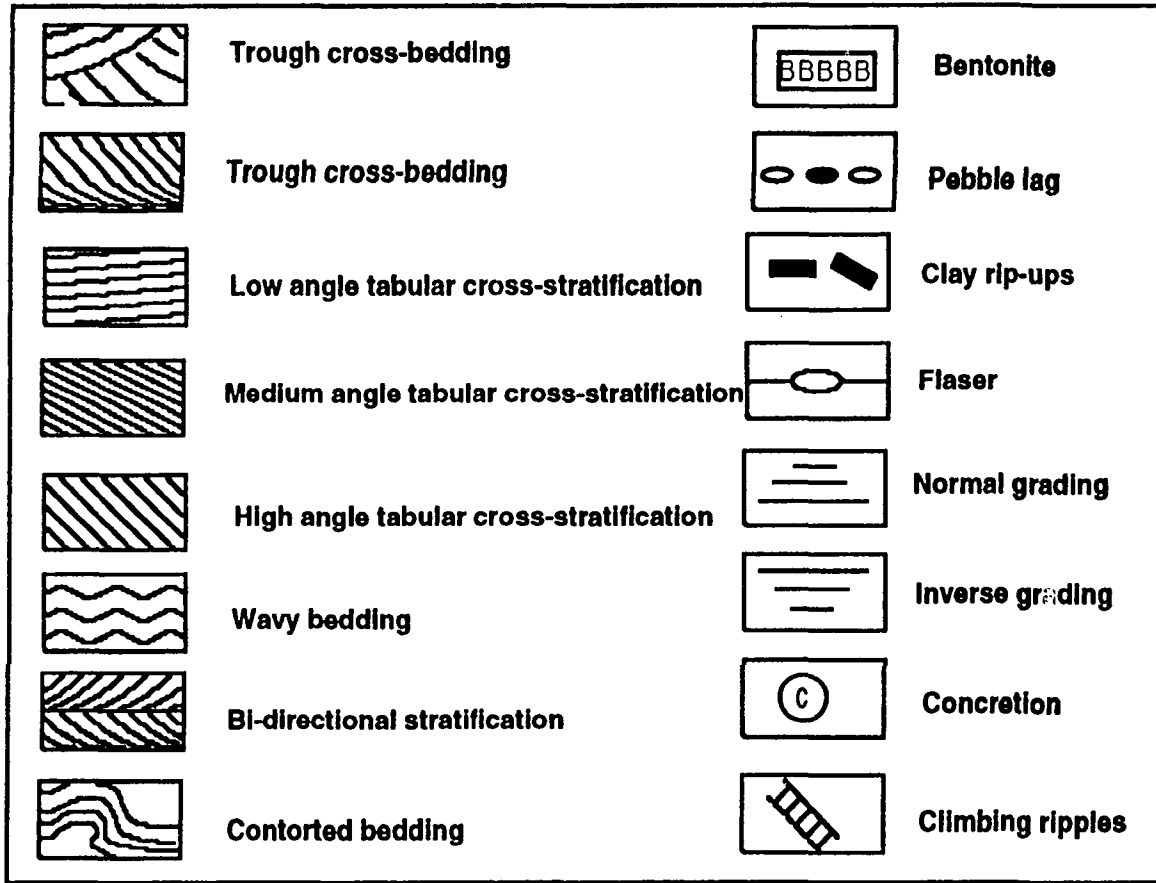 Trough cross-bedding
Trough cross-bedding
Low angle tabular cross-stratification
Medium angle tabular cross-stratification
High angle tabular cross-stratification
Wavy bedding
Bi-directional stratification
Contorted bedding
BBBBB
Bentonite
Pebble lag
Clay rip-ups
Flaser
Normal grading
Inverse grading
C
Concretion
Climbing ripples